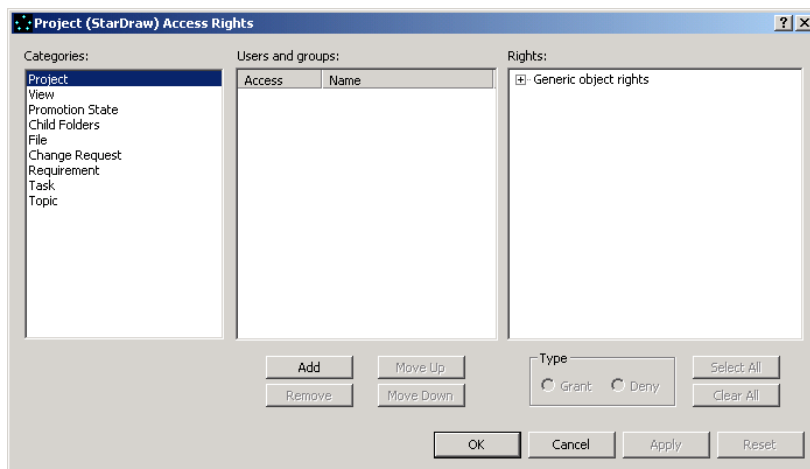 Project (StarDraw) Access Rights
Categories:
Users and groups:
Rights:
Project
View
Promotion State
Child Folders
File
Change Request
Requirement
Task
Topic
Access Name
Generic object rights
Add
Move Up
Remove
Move Down
Type
Grant
Deny
Select All
Clear All
OK
Cancel
Apply
Reset